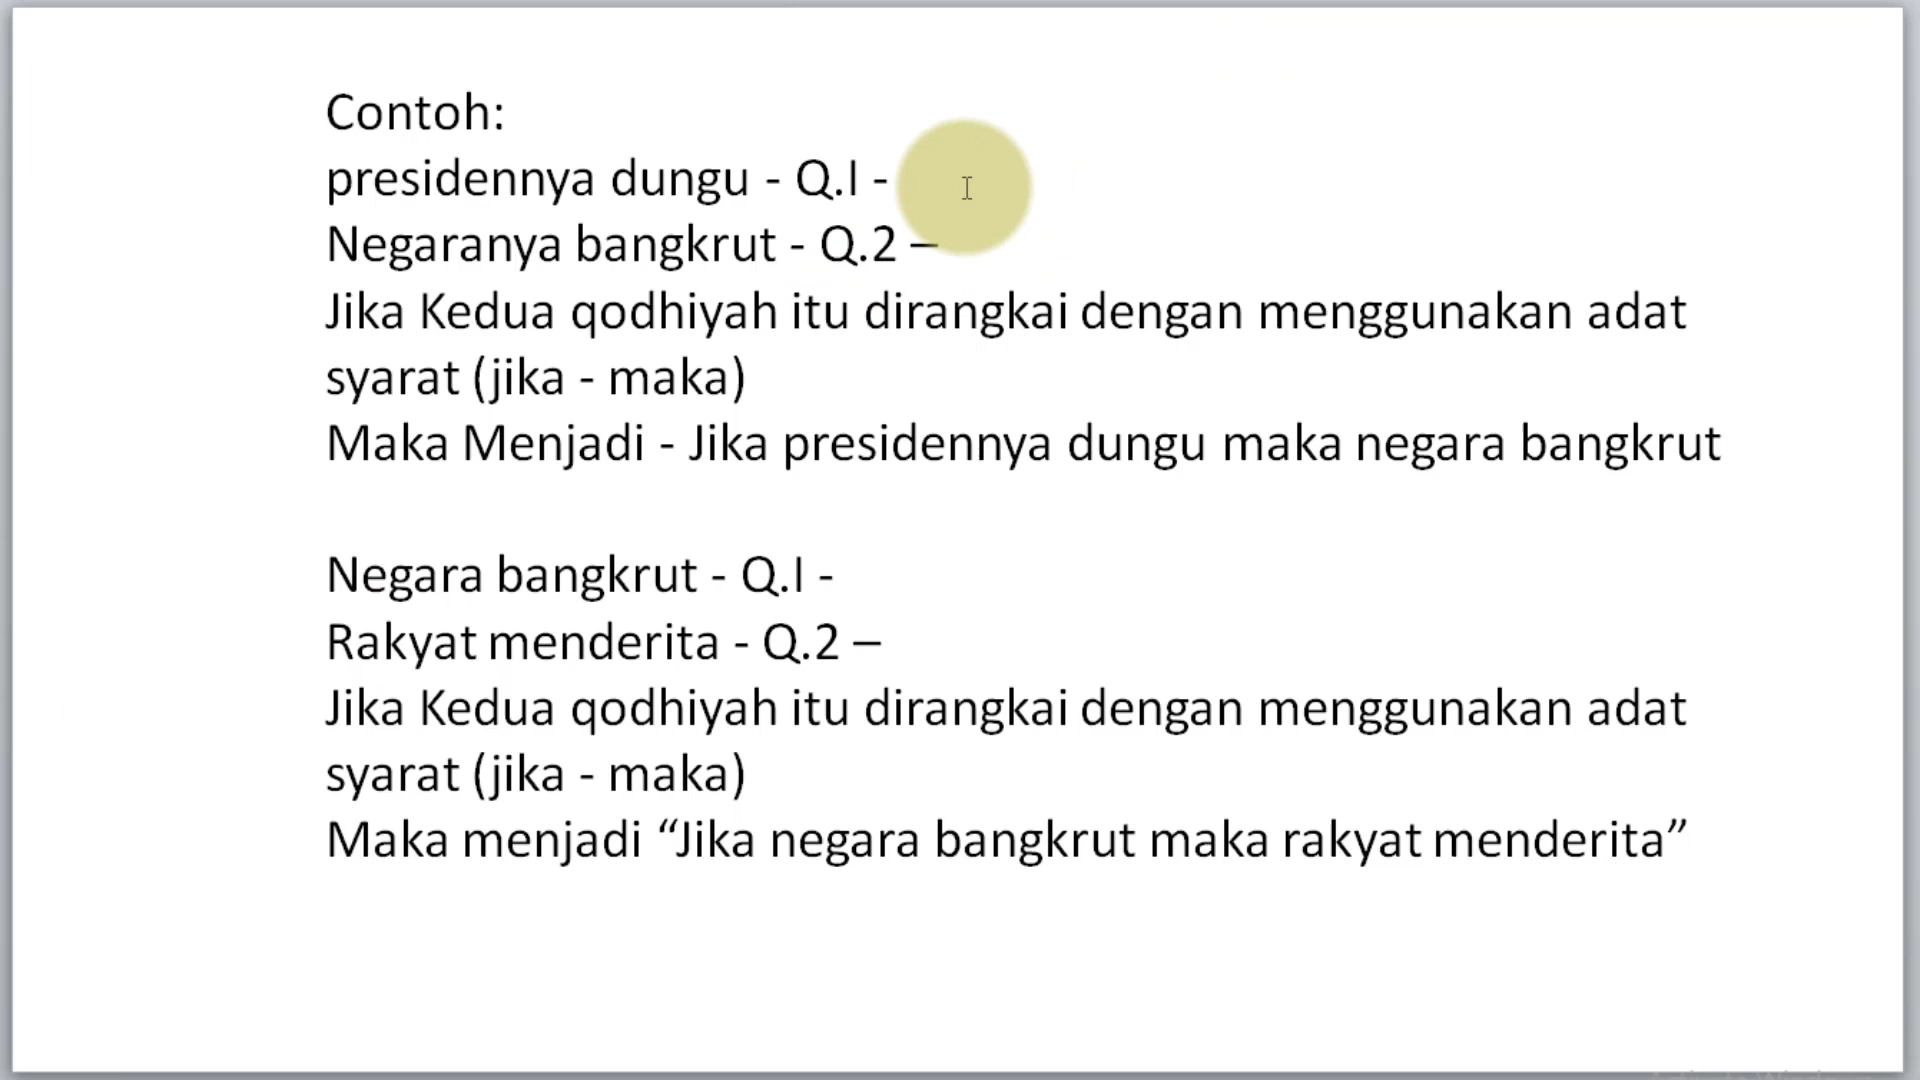 Contoh:
presidennya dungu - Q.I -
Negaranya bangkrut - Q.2 –
Jika Kedua qodhiyah itu dirangkai dengan menggunakan adat
syarat (jika - maka)
Maka Menjadi - Jika presidennya dungu maka negara bangkrut
Negara bangkrut - Q.I -
Rakyat menderita - Q.2 –
Jika Kedua qodhiyah itu dirangkai dengan menggunakan adat
syarat (jika - maka)
Maka menjadi “Jika negara bangkrut maka rakyat menderita”